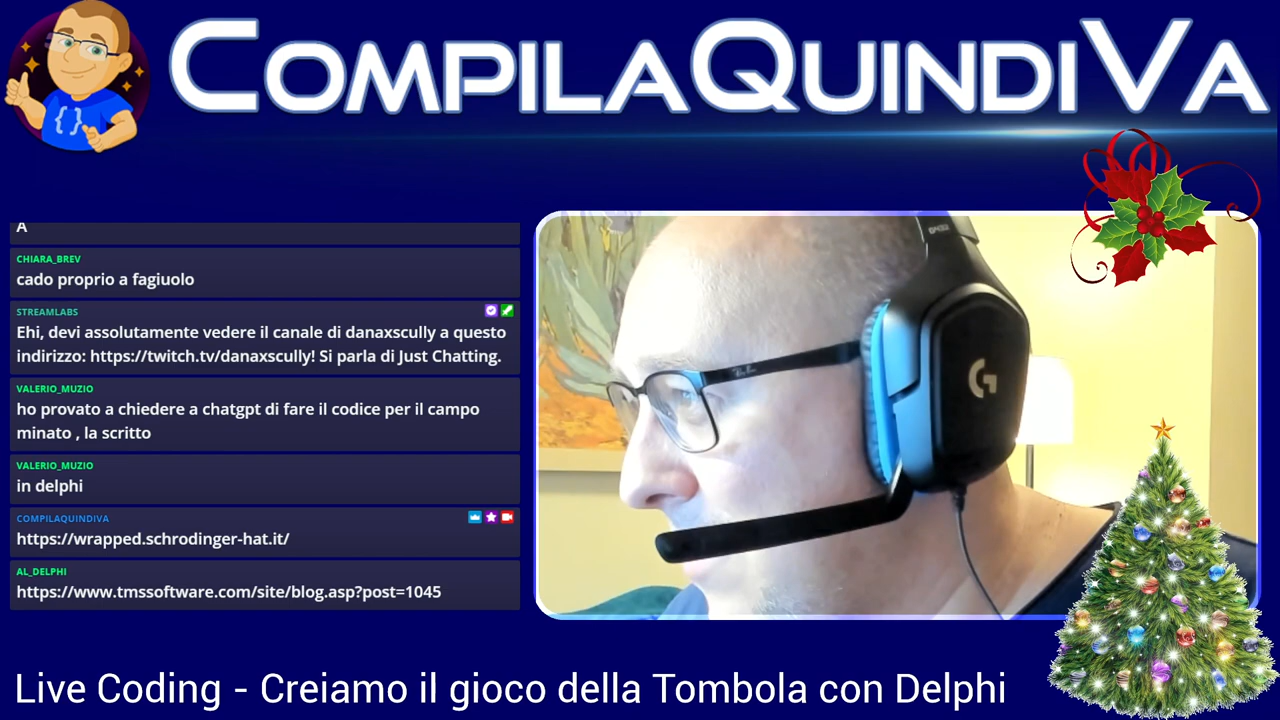 COMPILAQUINDIVA
{ }
A
CHIARA_BREV
cado proprio a fagiuolo
STREAMLABS
Ehi, devi assolutamente vedere il canale di danaxscully a questo
indirizzo: https://twitch.tv/danaxscully! Si parla di Just Chatting.
VALERIO_MUZIO
ho provato a chiedere a chatgpt di fare il codice per il campo
minato , la scritto
VALERIO_MUZIO
in delphi
COMPILAQUINDIVA
https://wrapped.schrodinger-hat.it/
AL_DELPHI
https://www.tmssoftware.com/site/blog.asp?post=1045
Ray-Ban
G
Live Coding - Creiamo il gioco della Tombola con Delphi